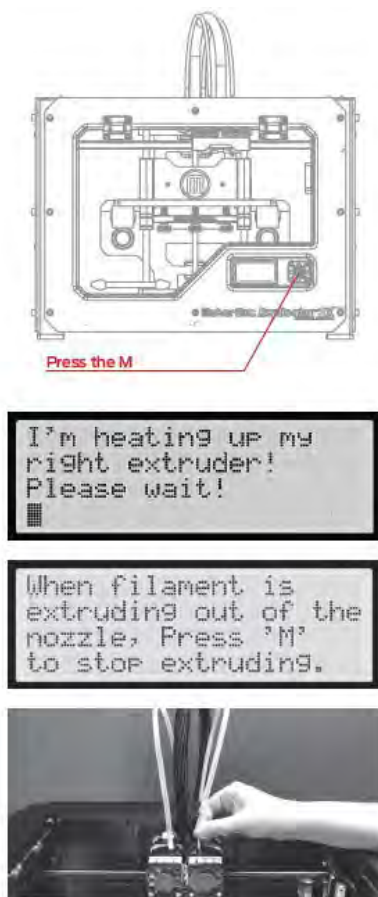 Press the M
I'm heating up my
right extruder!
Please wait!
When filament is
extruding out of the
nozzle, Press 'M'
to stop extruding.